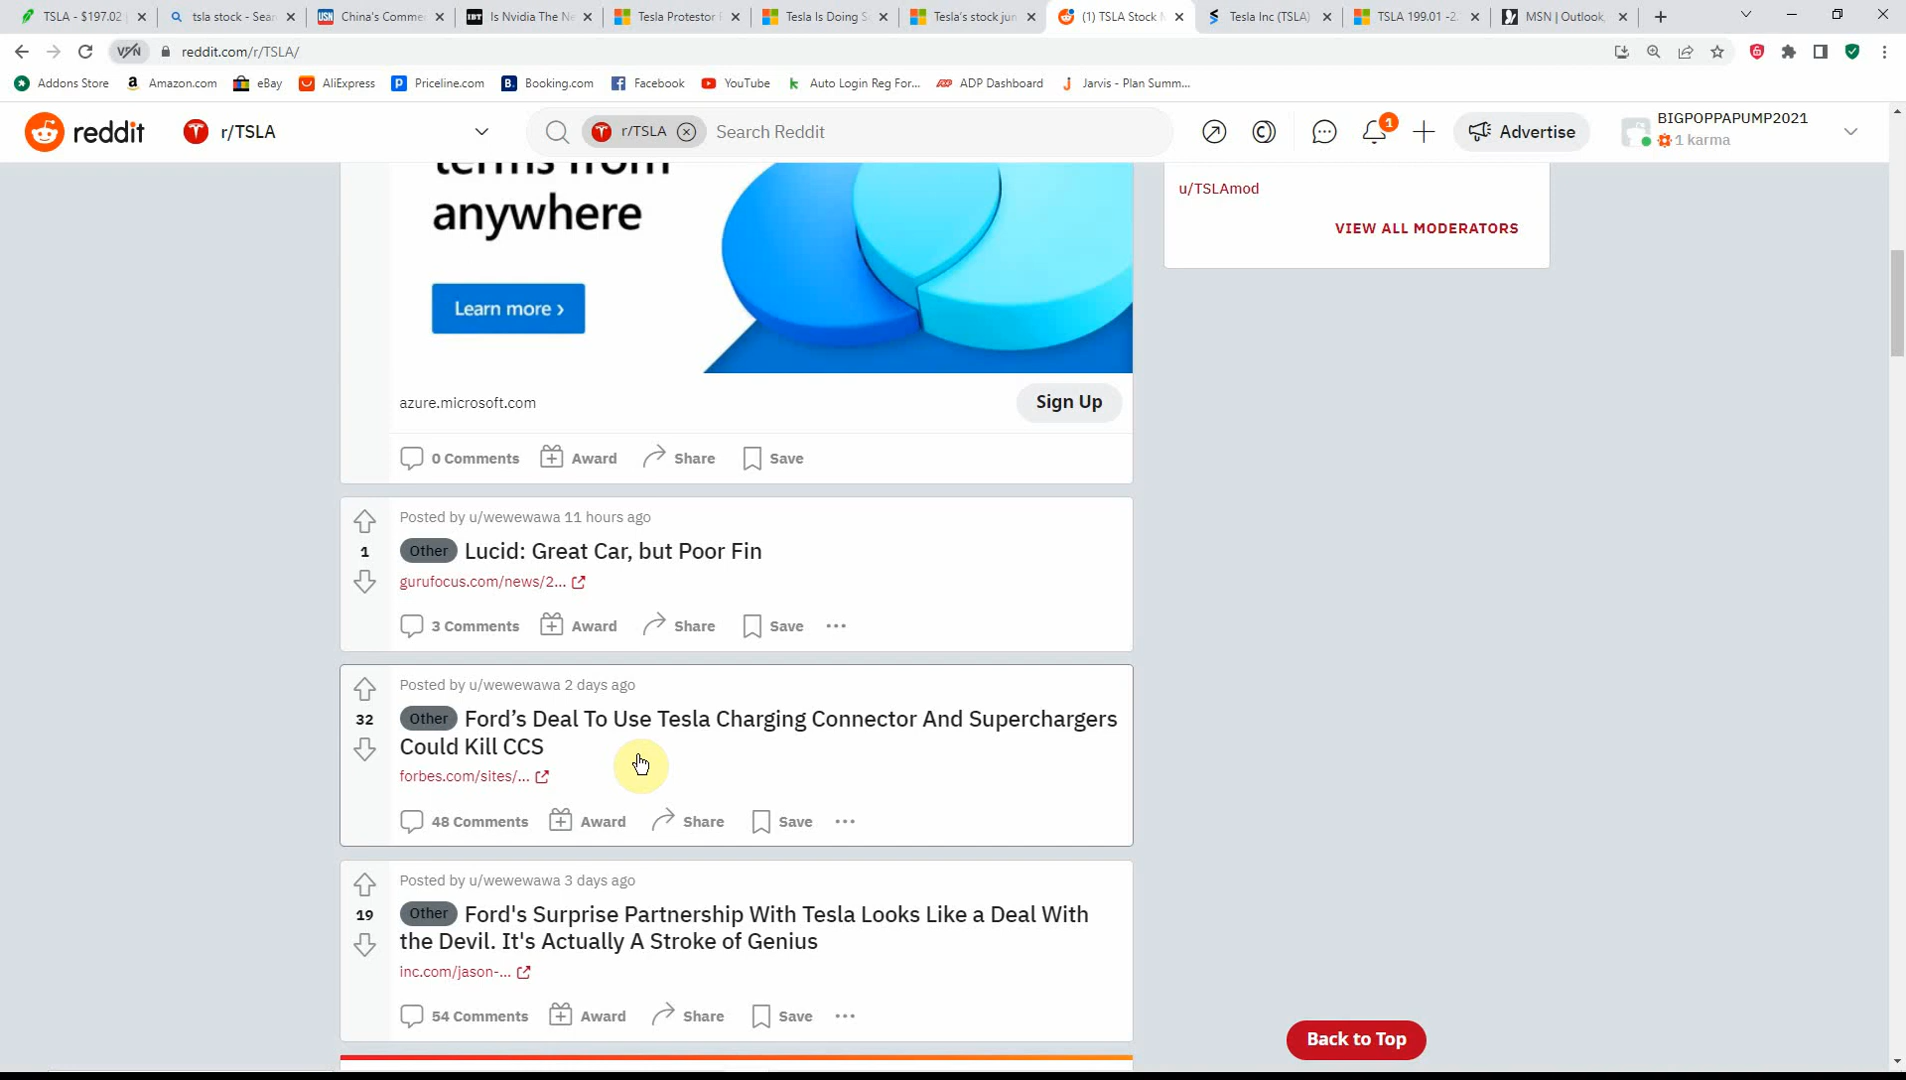 TSLA - $197.02
tsla stock - Sear
China's Comme
Is Nvidia The Ne
Tesla Protestor
Tesla Is Doing S
Tesla's stock jun
(1) TSLA Stock
Tesla Inc (TSLA)
TSLA 199.01 -2
MSN | Outlook,
VPN
reddit.com/r/TSLA/
Addons Store
Amazon.com
eBay
AliExpress
Priceline.com
Booking.com
Facebook
YouTube
Auto Login Reg For...
ADP Dashboard
Jarvis - Plan Summ...
reddit
r/TSLA
r/TSLA
Search Reddit
1
Advertise
BIGPOPPAPUMP2021
1 karma
terms from
anywhere
Learn more ›
azure.microsoft.com
Sign Up
0 Comments Award Share Save
u/TSLAmod
VIEW ALL MODERATORS
Posted by u/wewewawa 11 hours ago
1
Other Lucid: Great Car, but Poor Fin
gurufocus.com/news/2...
3 Comments Award Share Save ...
Posted by u/wewewawa 2 days ago
32
Other Ford’s Deal To Use Tesla Charging Connector And Superchargers
Could Kill CCS
forbes.com/sites/...
48 Comments Award Share Save ...
Posted by u/wewewawa 3 days ago
19
Other Ford's Surprise Partnership With Tesla Looks Like a Deal With
the Devil. It's Actually A Stroke of Genius
inc.com/jason-...
54 Comments Award Share Save ...
Back to Top